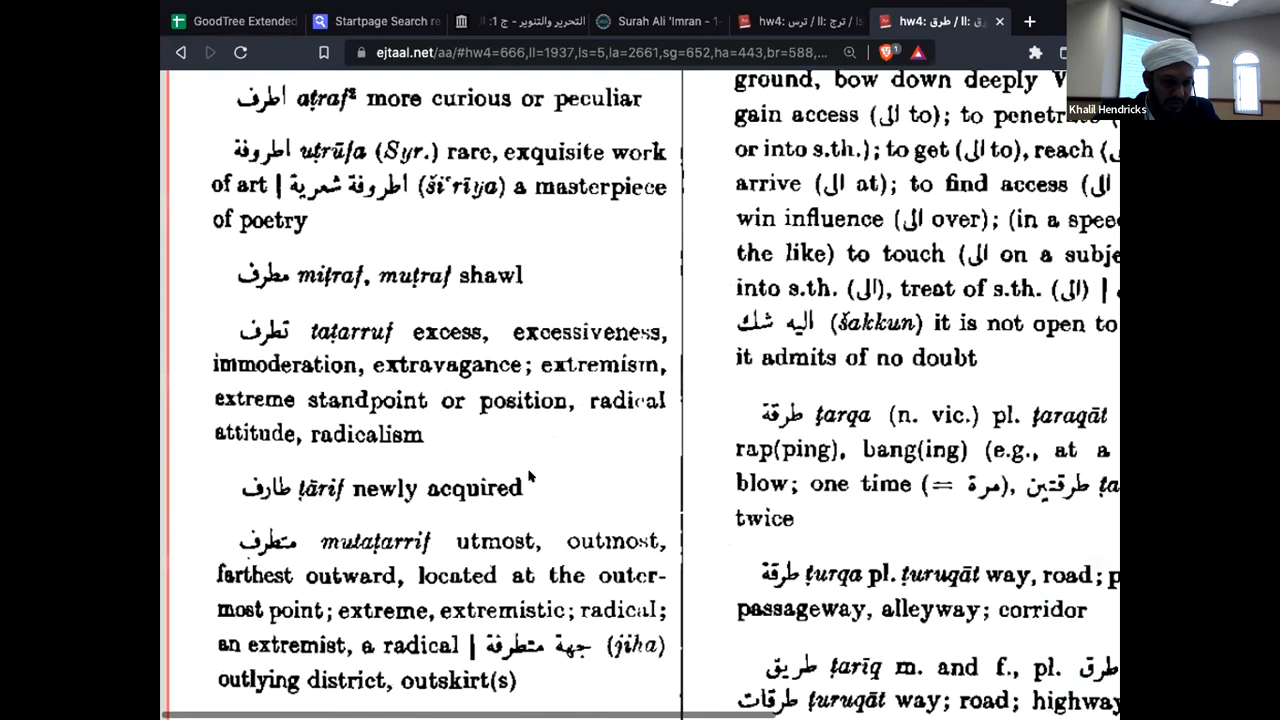 GoodTree Extended
Startpage Search re
التحرير والتنوير - ج 1: ال
Surah Ali 'Imran - 1-
hw4: ترس / ll: ترج / ls
hw4: طرق / ll:
ejtaal.net/aa/#hw4=666,ll=1937,ls=5,la=2661,sg=652,ha=443,br=588,...
Khalil Hendricks
اطرف aṭraf² more curious or peculiar
اطروفة uṭrūfa (Syr.) rare, exquisite work
of art | اطروفة شعرية (šiʿrīya) a masterpiece
of poetry
مطرف miṭraf, muṭraf shawl
تطرف taṭarruf excess, excessiveness,
immoderation, extravagance; extremism,
extreme standpoint or position, radical
attitude, radicalism
طارف ṭārif newly acquired
متطرف mutaṭarrif utmost, outmost,
farthest outward, located at the outer-
most point; extreme, extremistic; radical;
an extremist, a radical | جهة متطرفة (jiha)
outlying district, outskirt(s)
ground, bow down deeply V
gain access (الى to); to penetr
or into s.th.); to get (الى to), reach (
arrive (الى at); to find access (الى
win influence (الى over); (in a spee
the like) to touch (الى on a subje
into s.th. (الى), treat of s.th. (الى) |
اليه شك (šakkun) it is not open to
it admits of no doubt
طرقة ṭarqa (n. vic.) pl. ṭaraqāt
rap(ping), bang(ing) (e.g., at a
blow; one time (= مرة), طرقتين ṭa
twice
طرقة ṭurqa pl. ṭuruqāt way, road; p
passageway, alleyway; corridor
طريق ṭarīq m. and f., pl. طرق
طرقات ṭuruqāt way; road; highway